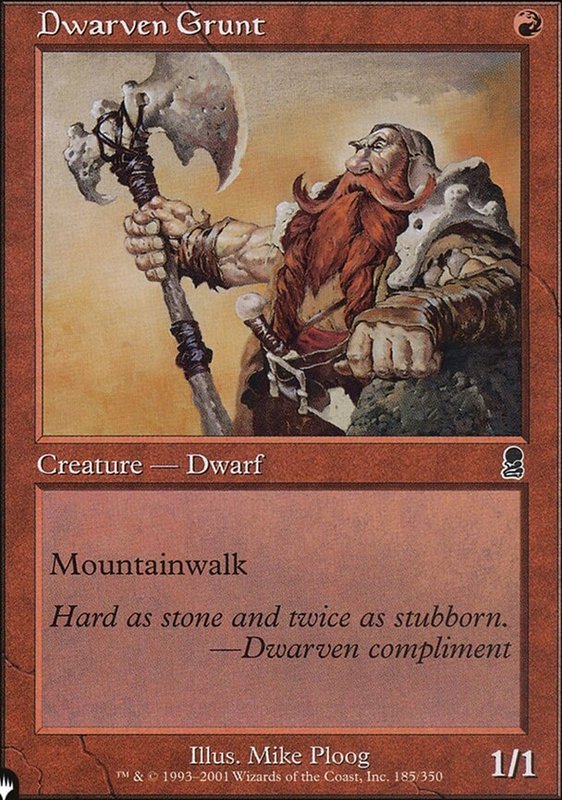 Dwarven Grunt
Creature — Dwarf
Mountainwalk
Hard as stone and twice as stubborn.
—Dwarven compliment
Illus. Mike Ploog
™ & © 1993–2001 Wizards of the Coast, Inc. 185/350
1/1